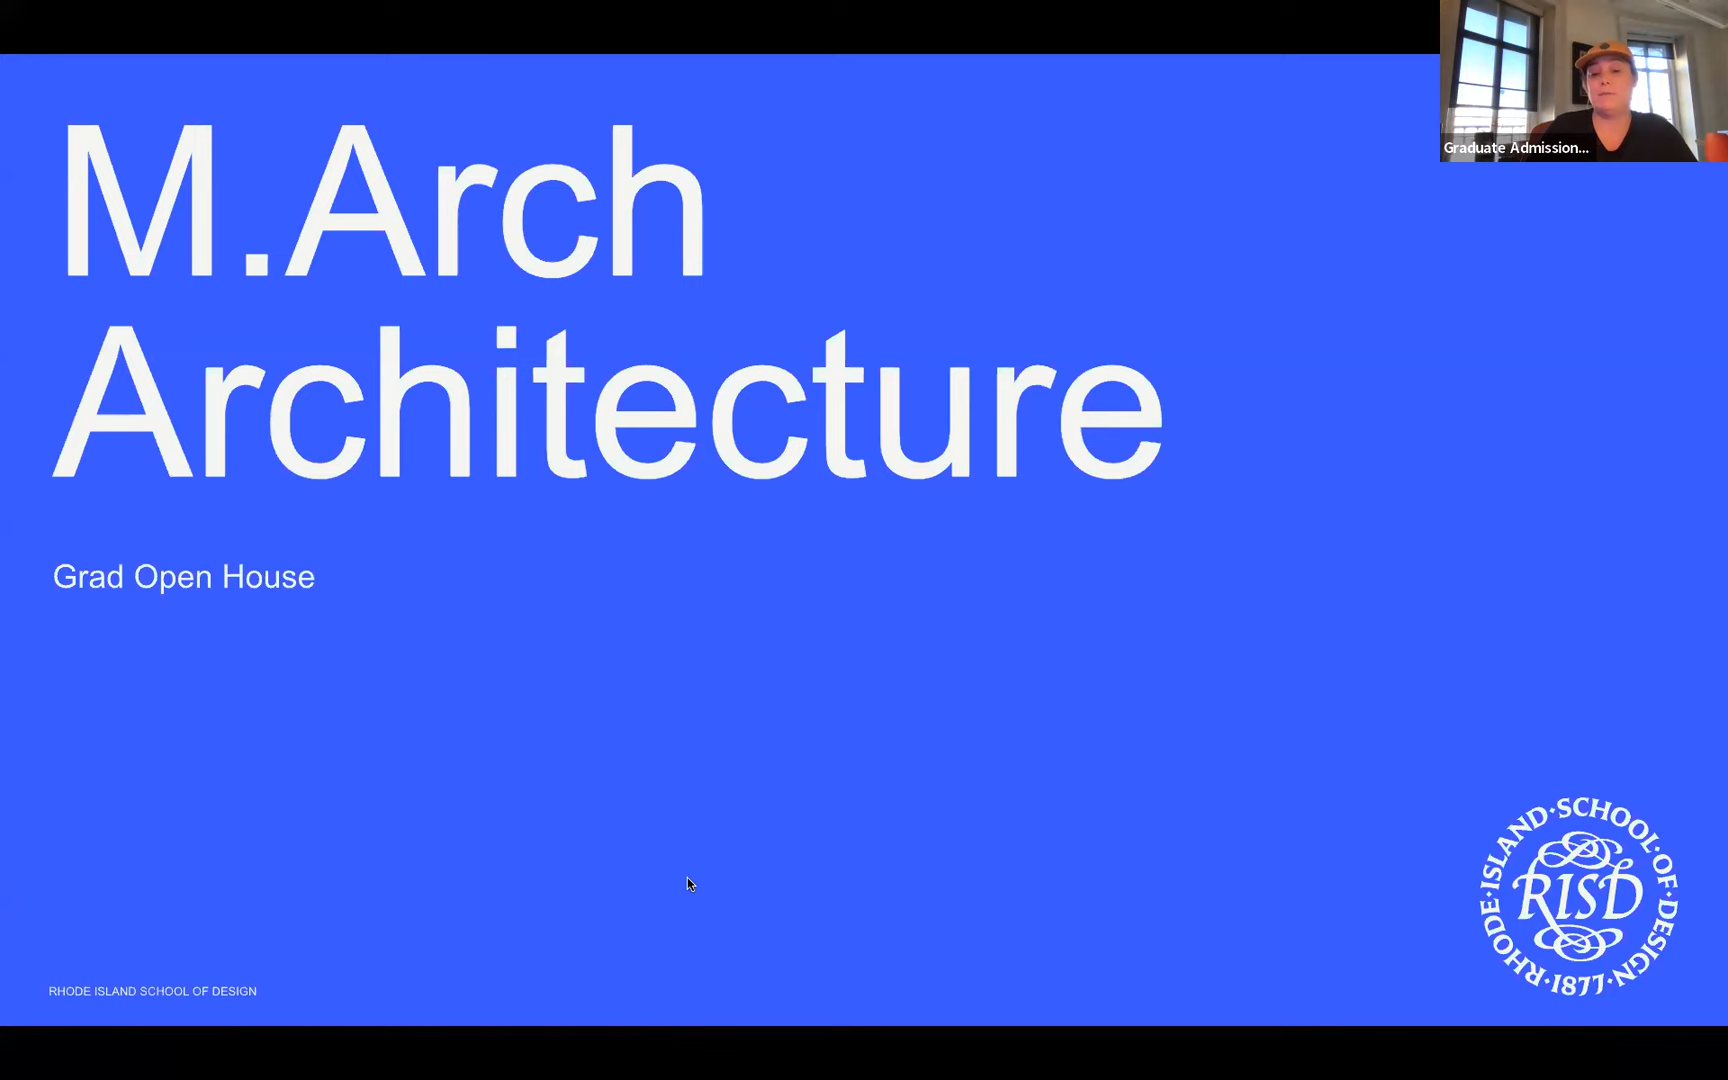 M.Arch
Architecture
Grad Open House
Graduate Admission...
RHODE ISLAND SCHOOL OF DESIGN
RHODE·ISLAND·SCHOOL·OF·DESIGN·1877·
RISD